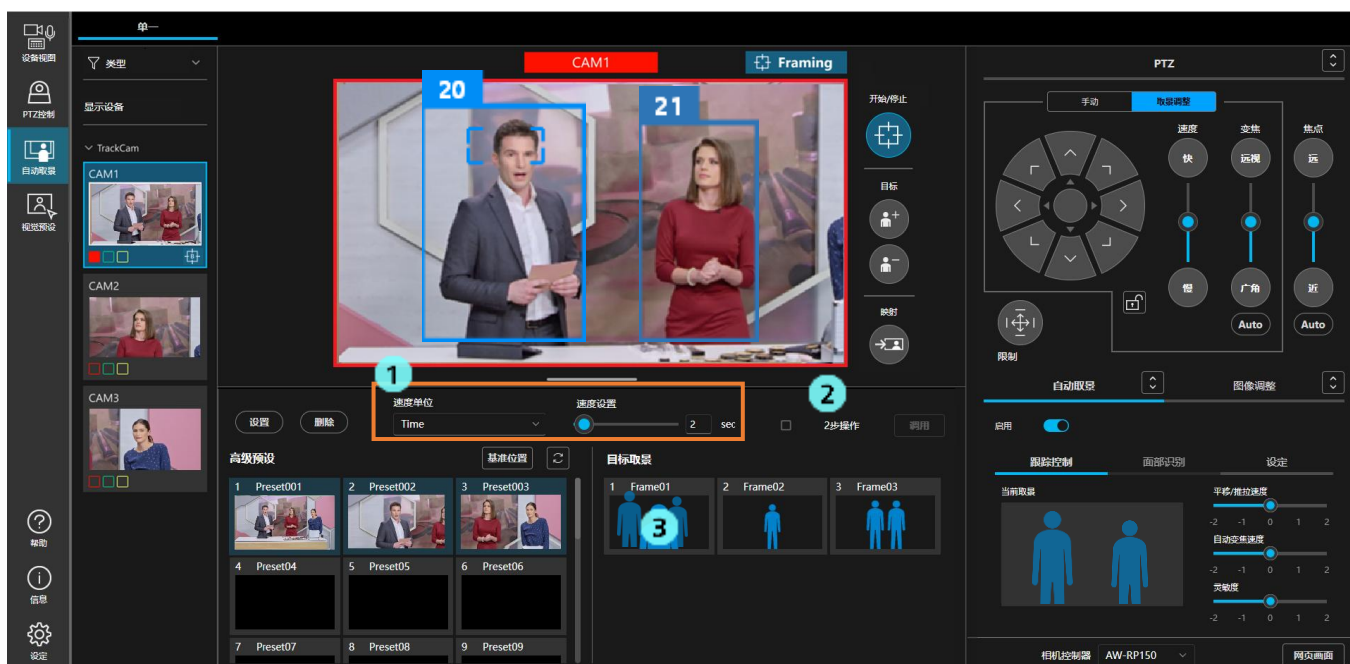 单一
设备视图
PTZ控制
自动取景
视觉预设
帮助
信息
设定
类型
显示设备
TrackCam
CAM1
CAM2
CAM3
CAM1
Framing
20
21
开始/停止
目标
映射
1
2
设置
删除
速度单位
Time
速度设置
2 sec
2步操作
调用
高级预设
基准位置
1 Preset001
2 Preset002
3 Preset003
4 Preset04
5 Preset05
6 Preset06
7 Preset07
8 Preset08
9 Preset09
目标取景
1 Frame01
2 Frame02
3 Frame03
3
PTZ
手动
取景调整
速度
变焦
焦点
快
远视
远
慢
广角
近
Auto
Auto
限制
自动取景
图像调整
启用
跟踪控制
面部识别
设定
当前取景
平移/推拉速度
-2 -1 0 1 2
自动变焦速度
-2 -1 0 1 2
灵敏度
-2 -1 0 1 2
相机控制器
AW-RP150
网页画面